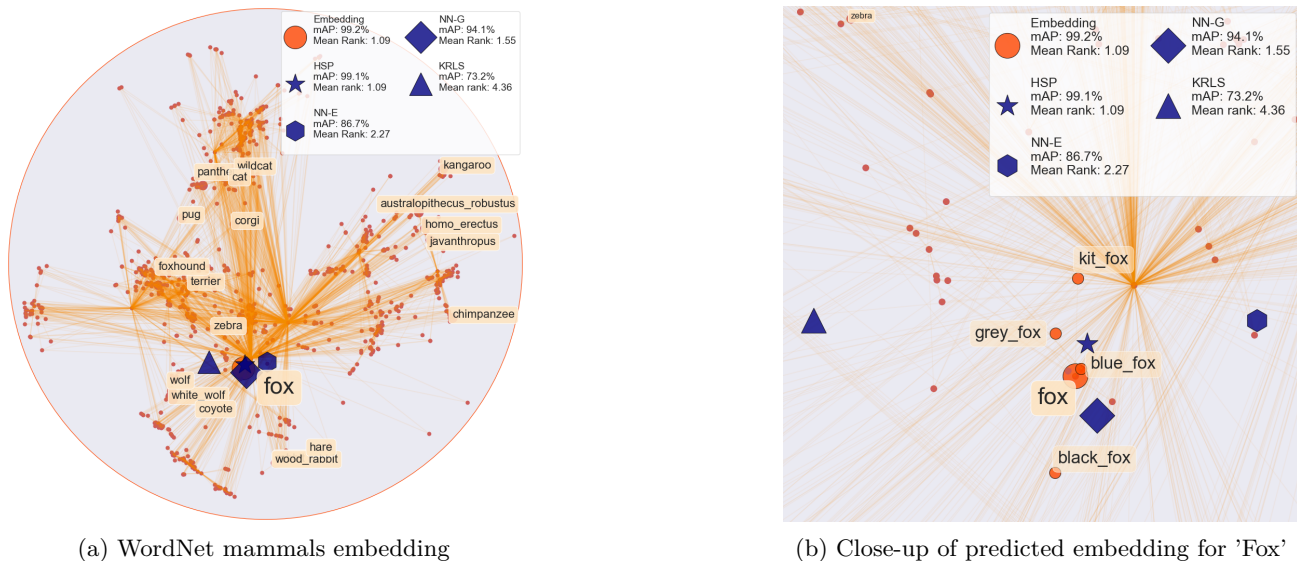 Embedding
mAP: 99.2%
Mean Rank: 1.09
NN-G
mAP: 94.1%
Mean Rank: 1.55
HSP
mAP: 99.1%
Mean rank: 1.09
KRLS
mAP: 73.2%
Mean rank: 4.36
NN-E
mAP: 86.7%
Mean Rank: 2.27
wildcat
cat
kangaroo
pug
corgi
australopithecus_robustus
homo_erectus
javanthropus
foxhound
terrier
zebra
chimpanzee
wolf
fox
white_wolf
coyote
hare
wood_rabbit
(a) WordNet mammals embedding
zebra
Embedding
mAP: 99.2%
Mean Rank: 1.09
NN-G
mAP: 94.1%
Mean Rank: 1.55
HSP
mAP: 99.1%
Mean rank: 1.09
KRLS
mAP: 73.2%
Mean rank: 4.36
NN-E
mAP: 86.7%
Mean Rank: 2.27
kit_fox
grey_fox
blue_fox
fox
black_fox
(b) Close-up of predicted embedding for 'Fox'